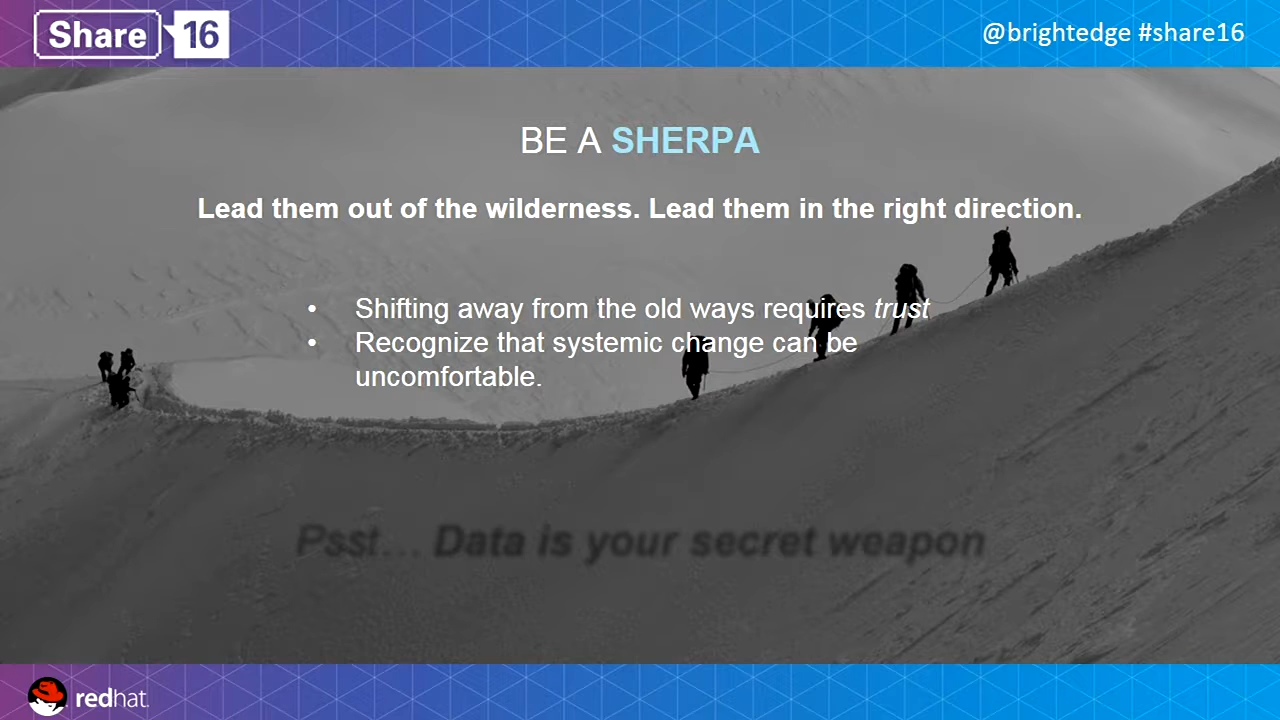 Share 16
@brightedge #share16
BE A SHERPA
Lead them out of the wilderness. Lead them in the right direction.
• Shifting away from the old ways requires trust
• Recognize that systemic change can be
uncomfortable.
Psst... Data is your secret weapon
redhat.